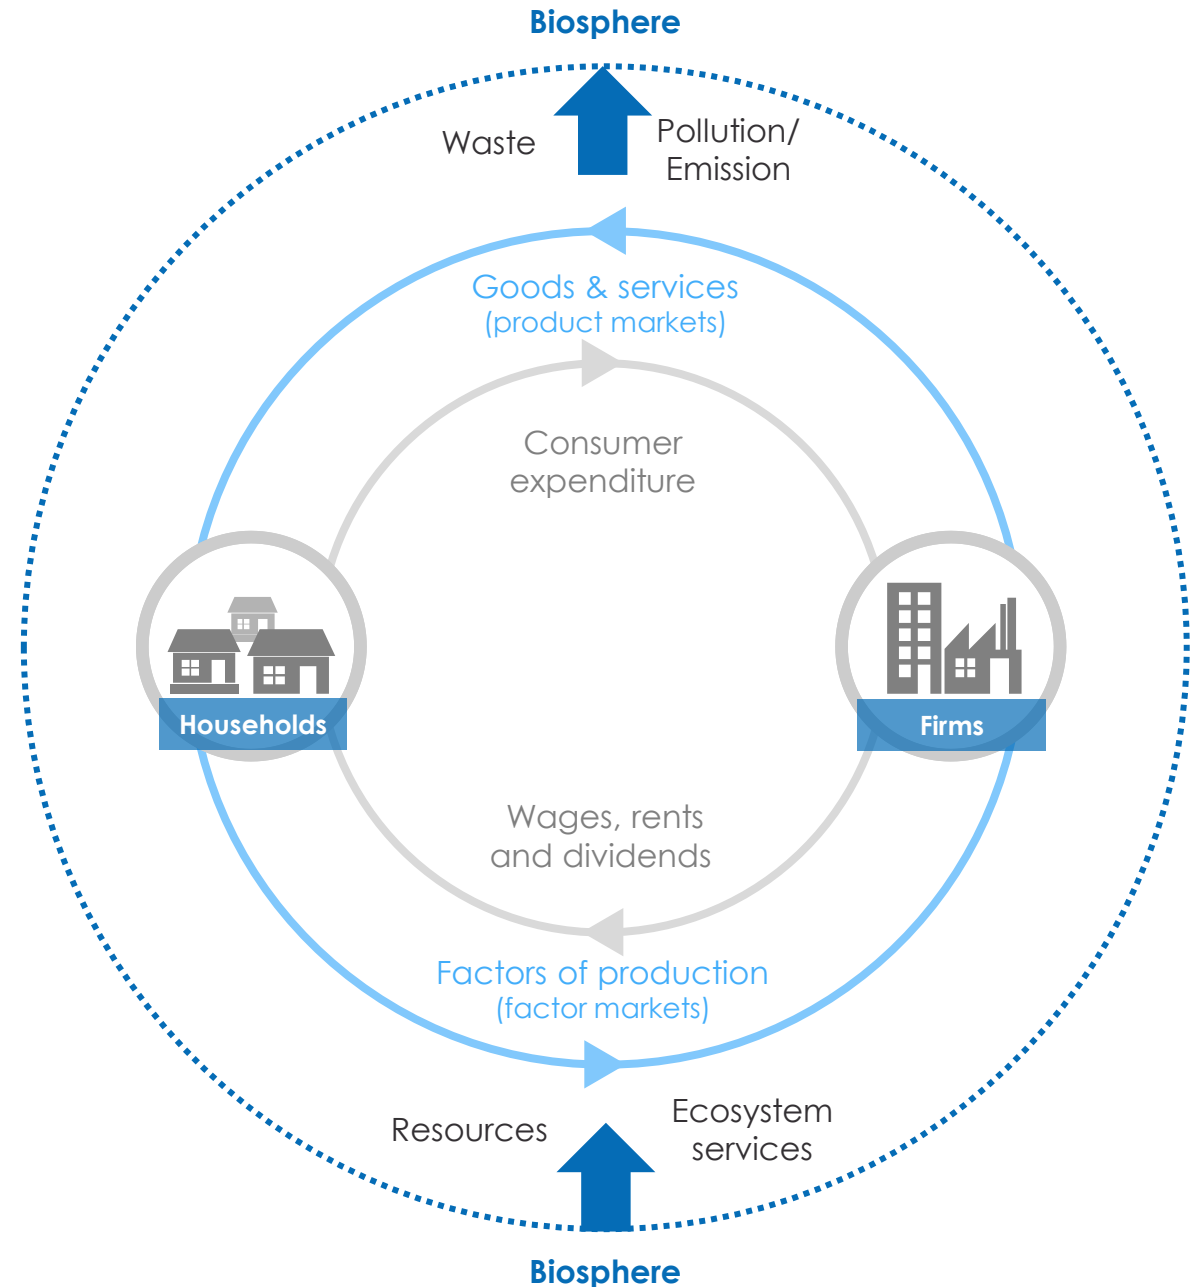 Biosphere
Waste
Pollution/
Emission
Goods & services
(product markets)
Consumer
expenditure
Households
Firms
Wages, rents
and dividends
Factors of production
(factor markets)
Resources
Ecosystem
services
Biosphere